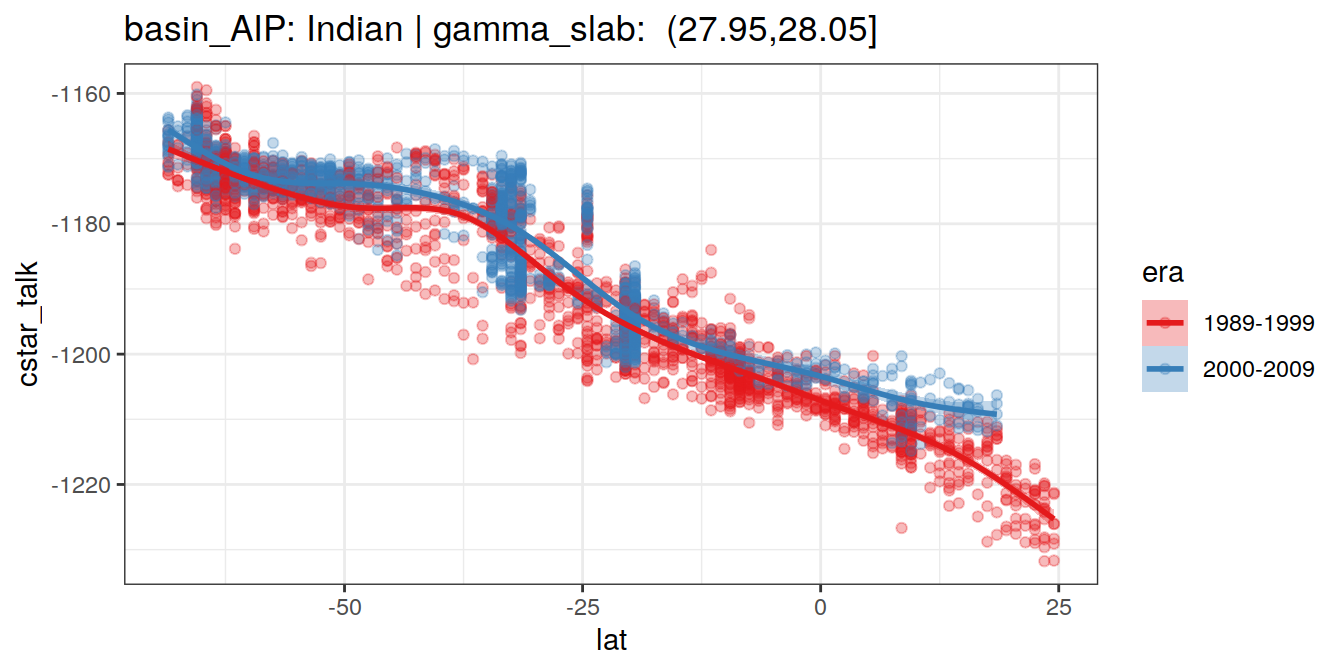 basin_AIP: Indian | gamma_slab:  (27.95,28.05]
-1160
-1180
-1200
-1220
cstar_talk
-50
-25
0
25
lat
era
1989-1999
2000-2009